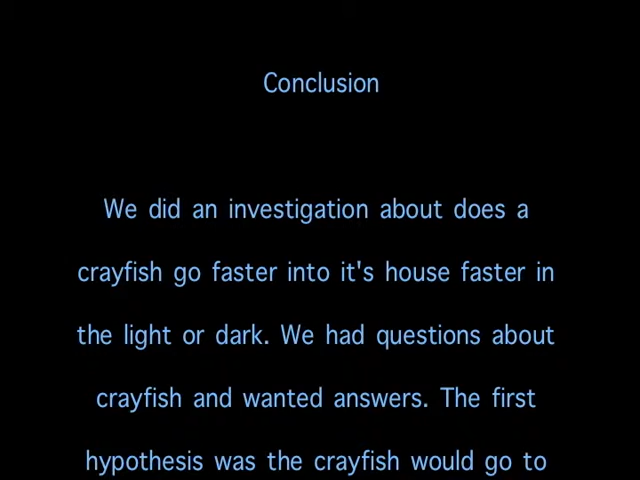 Conclusion
We did an investigation about does a
crayfish go faster into it's house faster in
the light or dark. We had questions about
crayfish and wanted answers. The first
hypothesis was the crayfish would go to